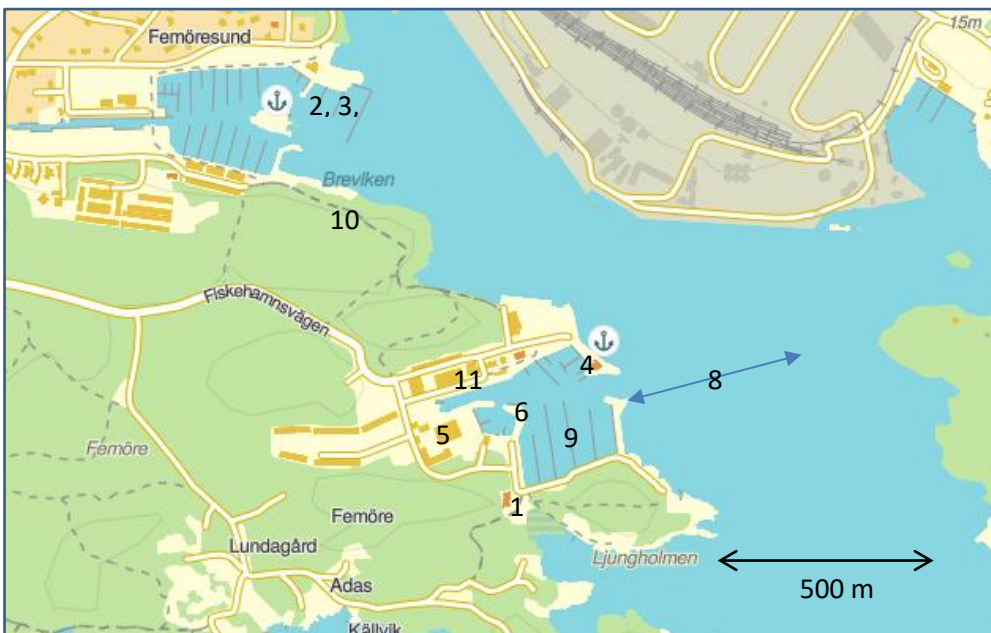 15m
Femöresund
2, 3,
Breviken
10
Fiskehamnsvägen
4
8
11
6
5
9
Femöre
1
Femöre
Lundagård
Ljungholmen
500 m
Ådas
Källvik